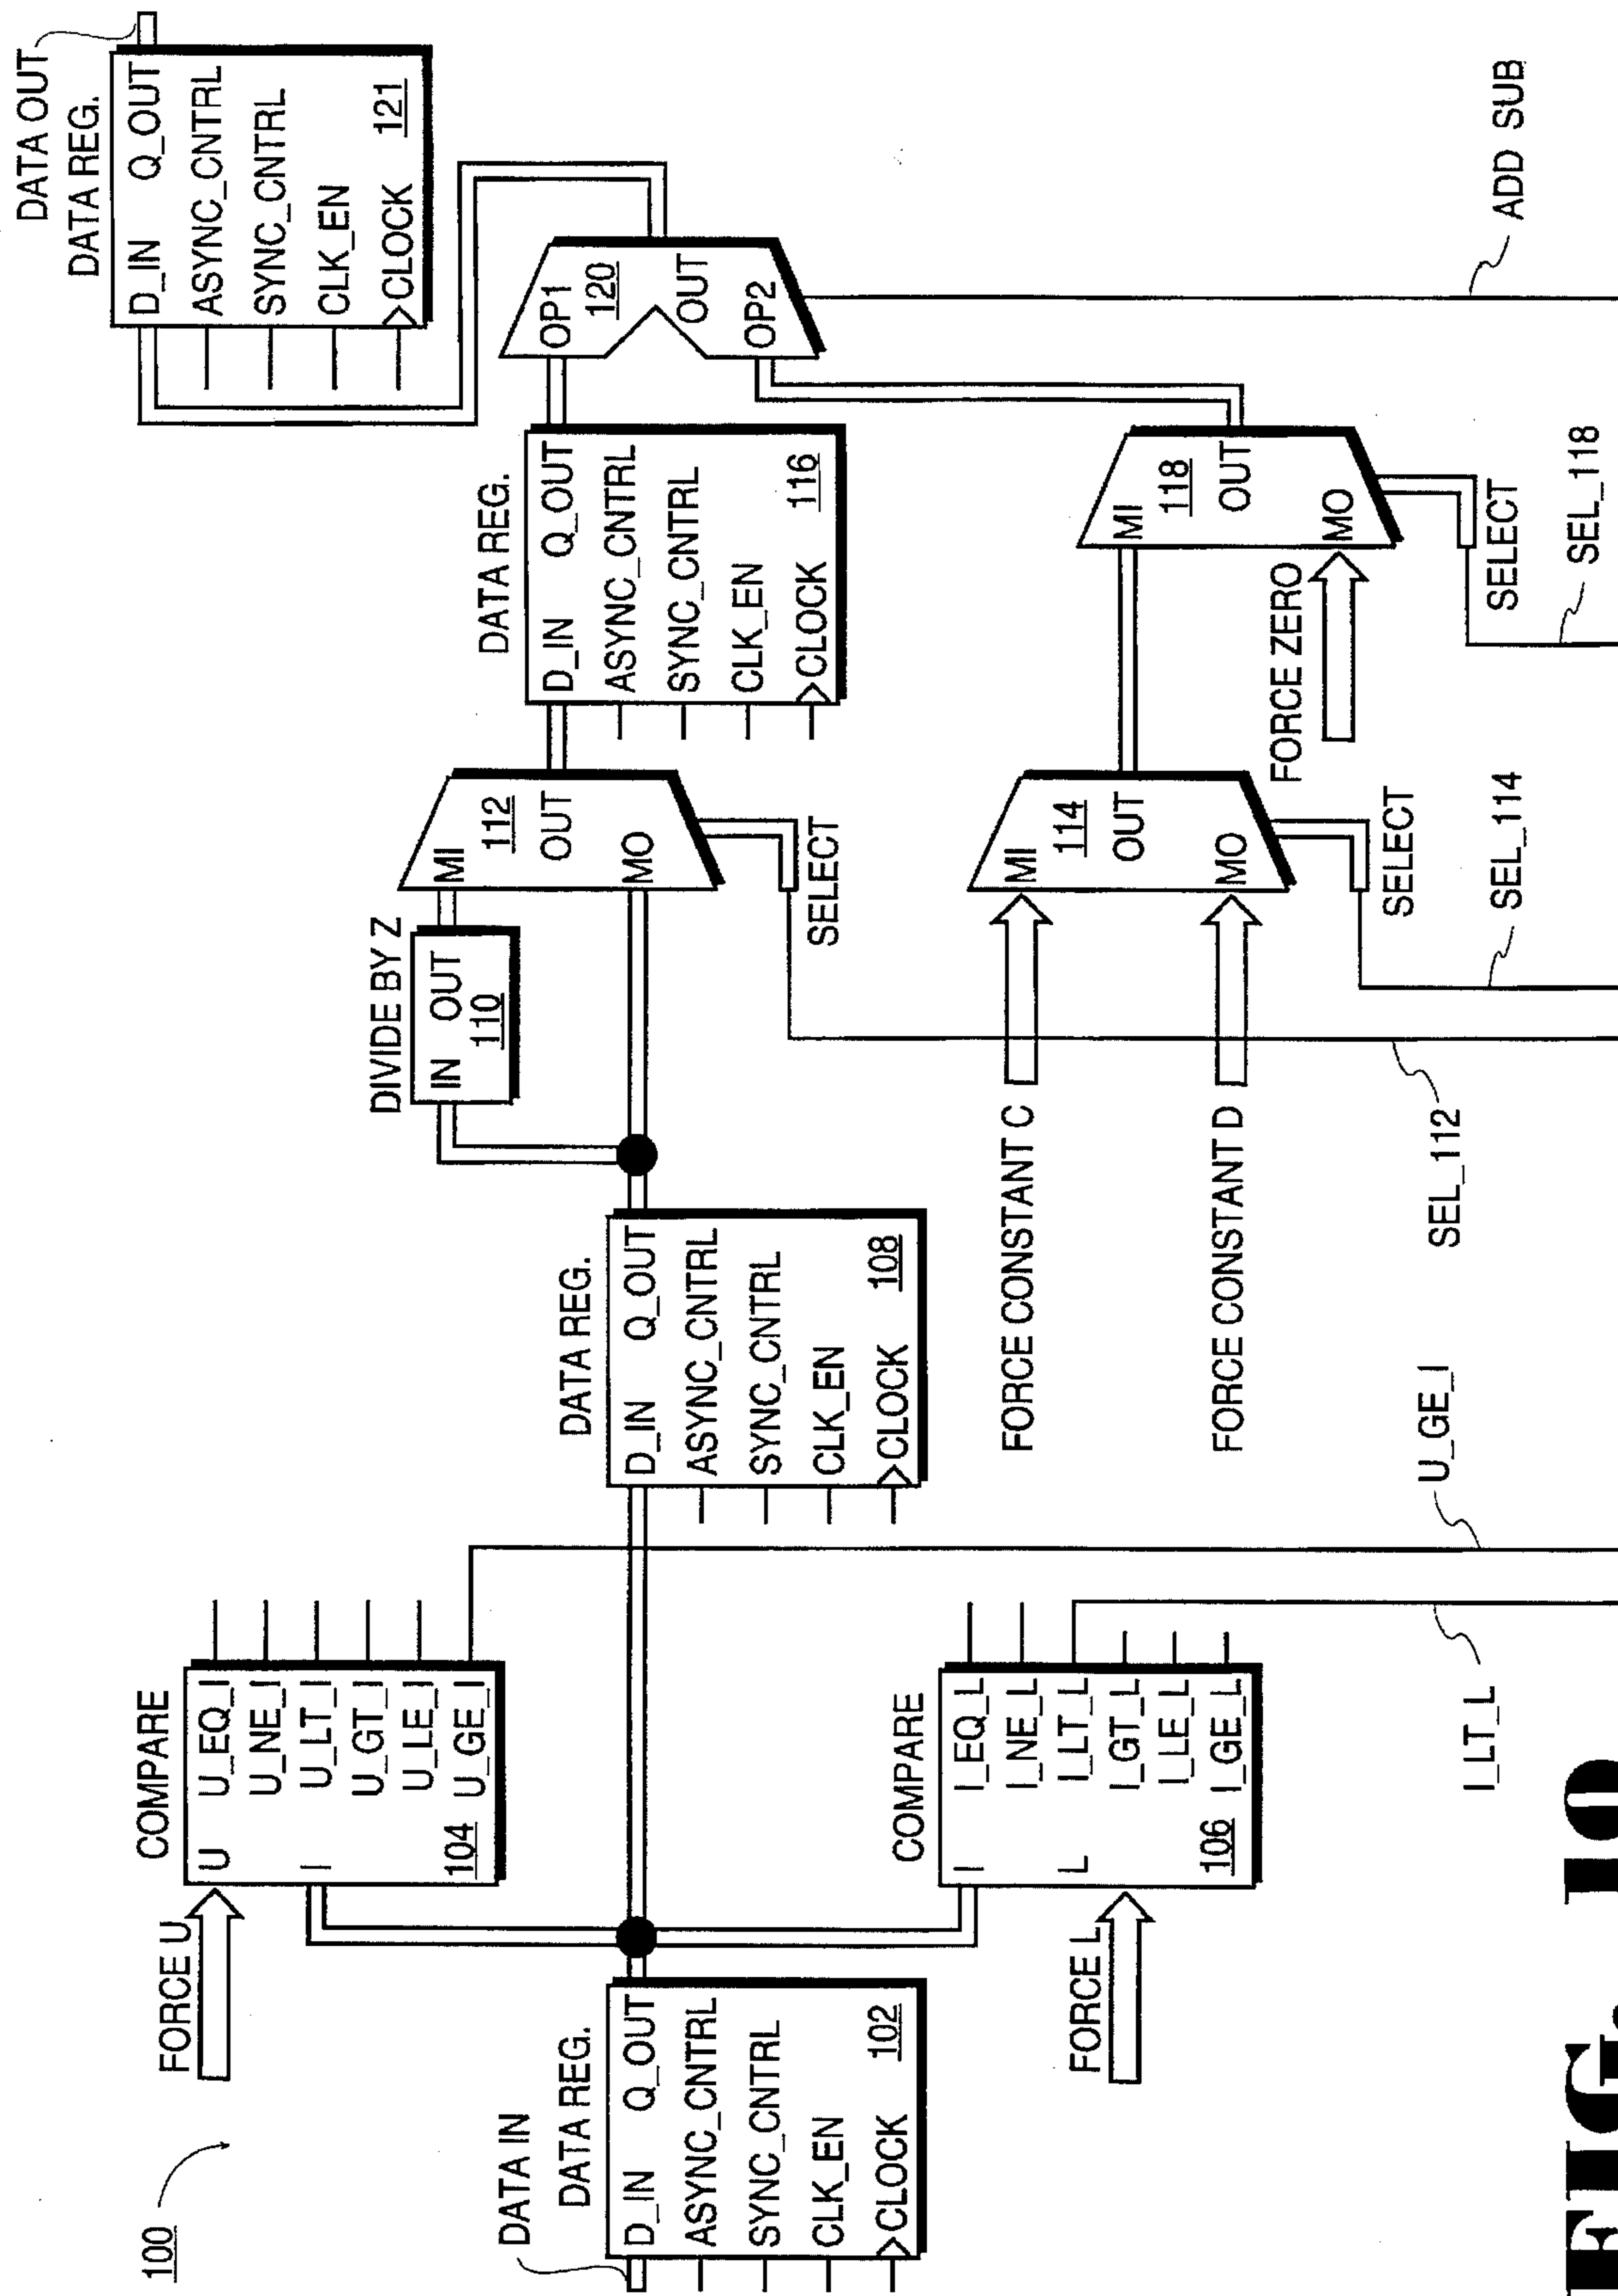 100
DATA IN
DATA REG.
D_IN Q_OUT
ASYNC_CNTRL
SYNC_CNTRL
CLK_EN
CLOCK 102
FORCE U
COMPARE
U U_EQ_I
U_NE_I
I U_LT_I
U_GT_I
U_LE_I
104 U_GE_I
FORCE L
COMPARE
I I_EQ_L
I_NE_L
L I_LT_L
I_GT_L
I_LE_L
106 I_GE_L
I_LT_L
U_GE_I
DATA REG.
D_IN Q_OUT
ASYNC_CNTRL
SYNC_CNTRL
CLK_EN
CLOCK 108
DIVIDE BY Z
IN OUT
110
MI
112
OUT
MO
SELECT
SEL_112
FORCE CONSTANT C
FORCE CONSTANT D
MI
114
OUT
MO
SELECT
SEL_114
DATA REG.
D_IN Q_OUT
ASYNC_CNTRL
SYNC_CNTRL
CLK_EN
CLOCK 116
FORCE ZERO
MI
118
OUT
MO
SELECT
SEL_118
OP1
120
OUT
OP2
ADD SUB
DATA OUT
DATA REG.
D_IN Q_OUT
ASYNC_CNTRL
SYNC_CNTRL
CLK_EN
CLOCK 121
FIG. 10